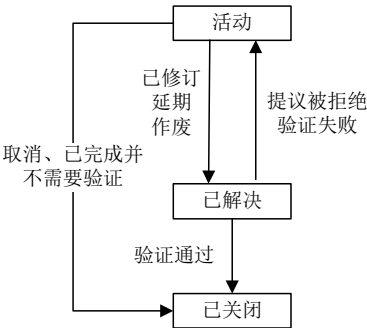 活动
已修订
延期
作废
提议被拒绝
验证失败
取消、已完成并
不需要验证
已解决
验证通过
已关闭